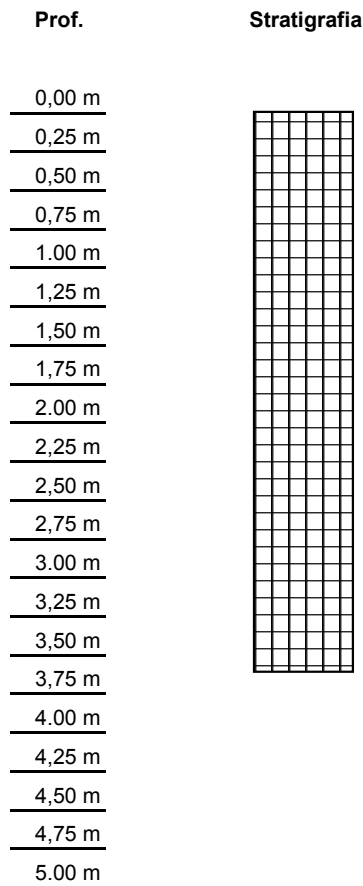 Prof. Stratigrafia
0,00 m
0,25 m
0,50 m
0,75 m
1.00 m
1,25 m
1,50 m
1,75 m
2.00 m
2,25 m
2,50 m
2,75 m
3.00 m
3,25 m
3,50 m
3,75 m
4.00 m
4,25 m
4,50 m
4,75 m
5.00 m